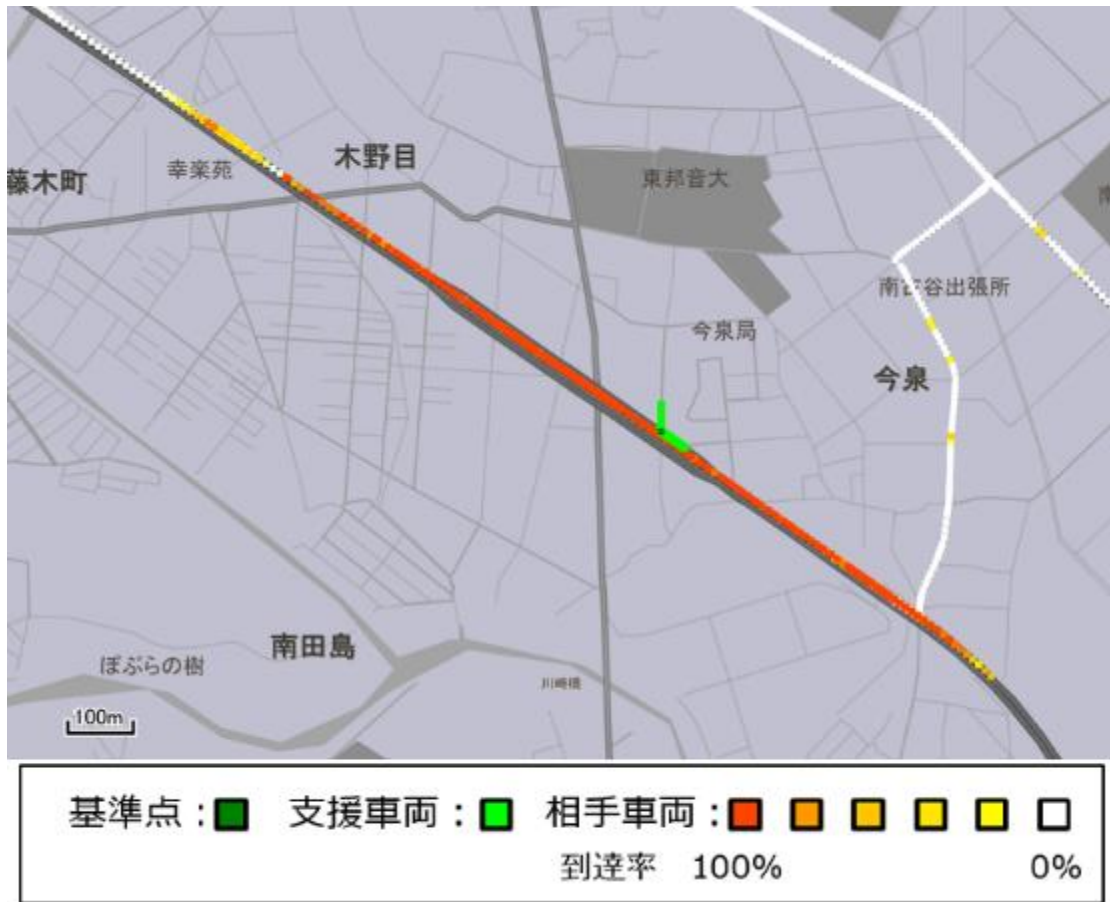 木野目
幸楽苑
藤木町
東邦音大
南古谷出張所
今泉局
今泉
南田島
ぼぶらの樹
川崎橋
100m
基準点：
支援車両：
相手車両：
到達率 100% 0%